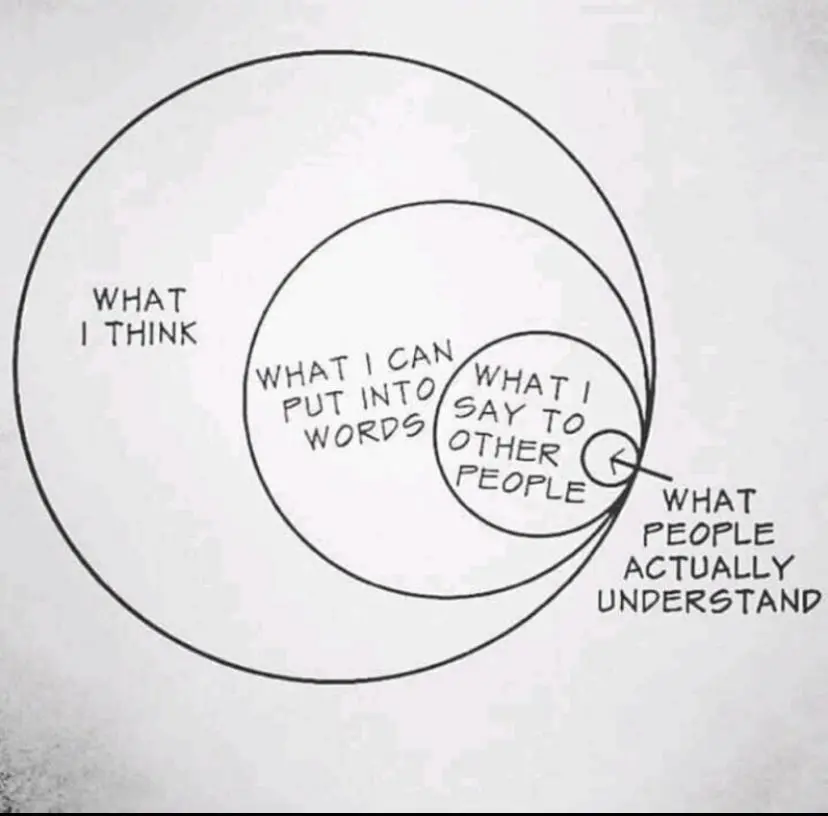 WHAT
I THINK
WHAT I CAN
PUT INTO
WORDS
WHAT I
SAY TO
OTHER
PEOPLE
WHAT
PEOPLE
ACTUALLY
UNDERSTAND